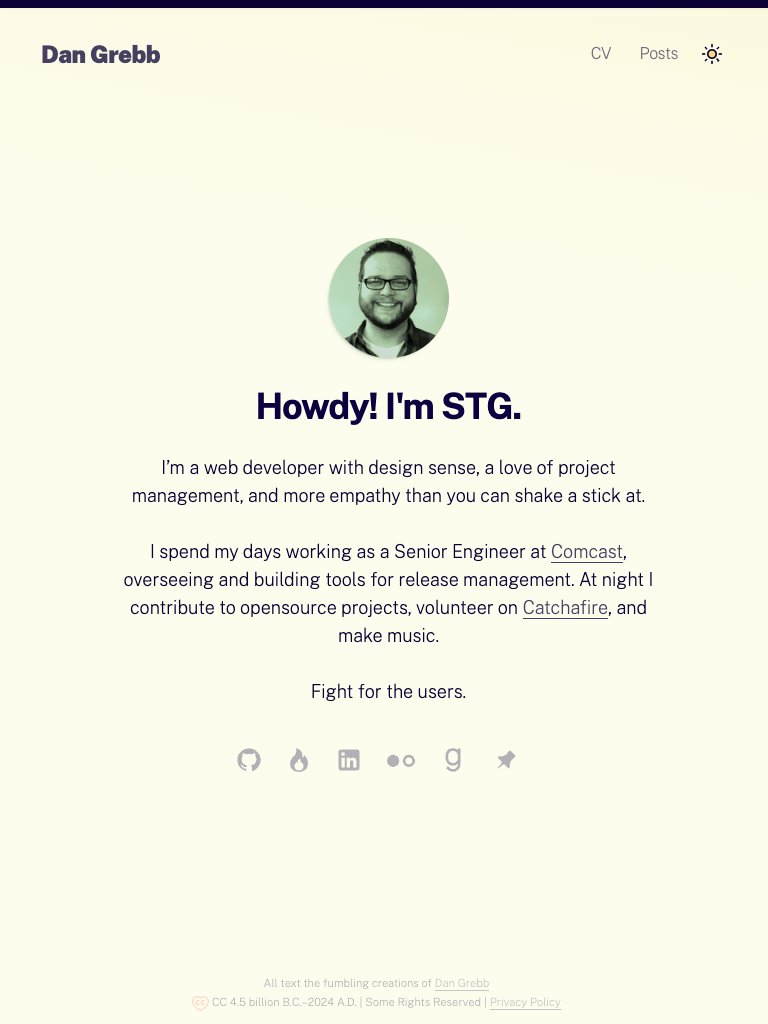 Dan Grebb
CV Posts
Howdy! I'm STG.
I’m a web developer with design sense, a love of project
management, and more empathy than you can shake a stick at.
I spend my days working as a Senior Engineer at Comcast,
overseeing and building tools for release management. At night I
contribute to opensource projects, volunteer on Catchafire, and
make music.
Fight for the users.
All text the fumbling creations of Dan Grebb
CC 4.5 billion B.C.–2024 A.D. | Some Rights Reserved | Privacy Policy